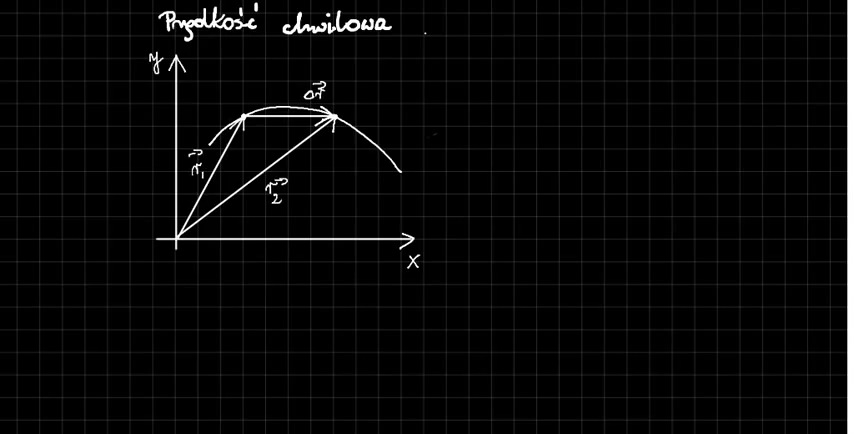 Prędkość chwilowa
y
Δr⃗
r⃗₁
r⃗₂
x